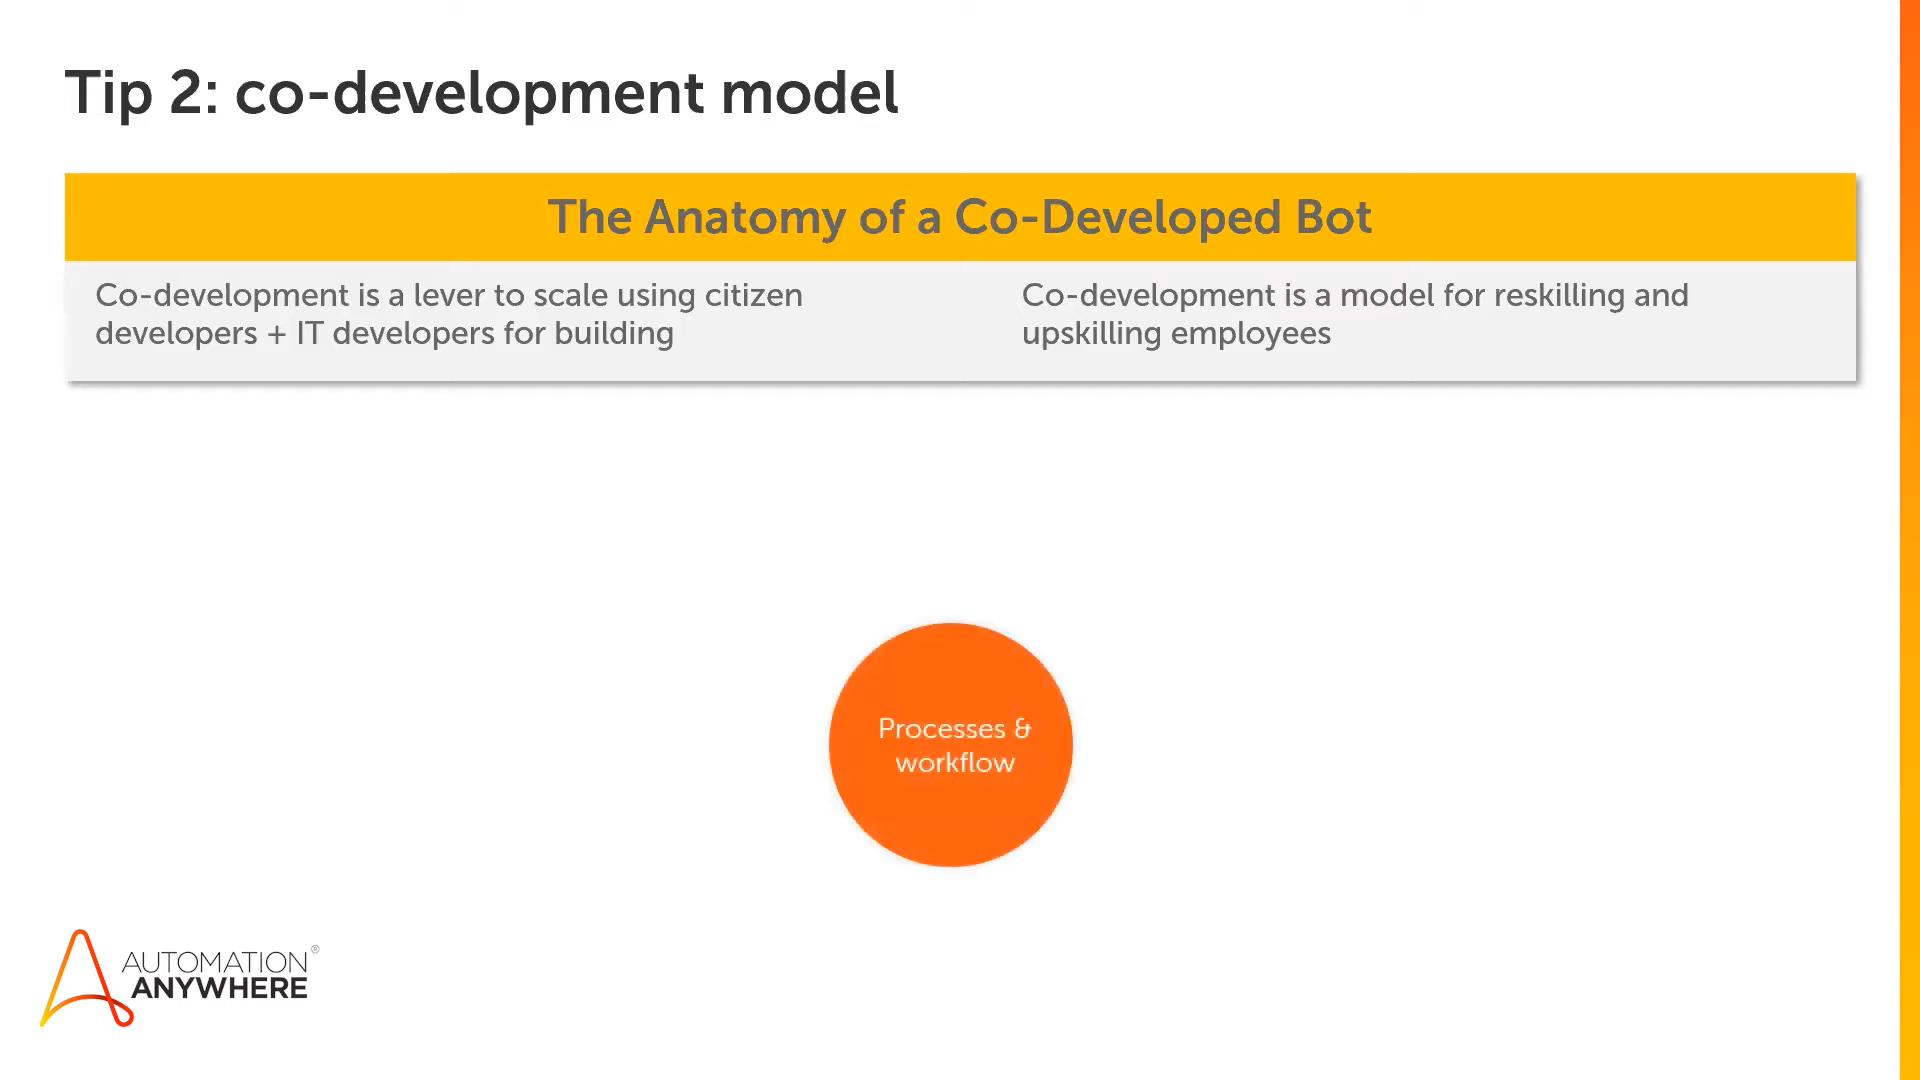 Tip 2: co-development model
The Anatomy of a Co-Developed Bot
Co-development is a lever to scale using citizen
developers + IT developers for building
Co-development is a model for reskilling and
upskilling employees
Processes &
workflow
AUTOMATION®
ANYWHERE